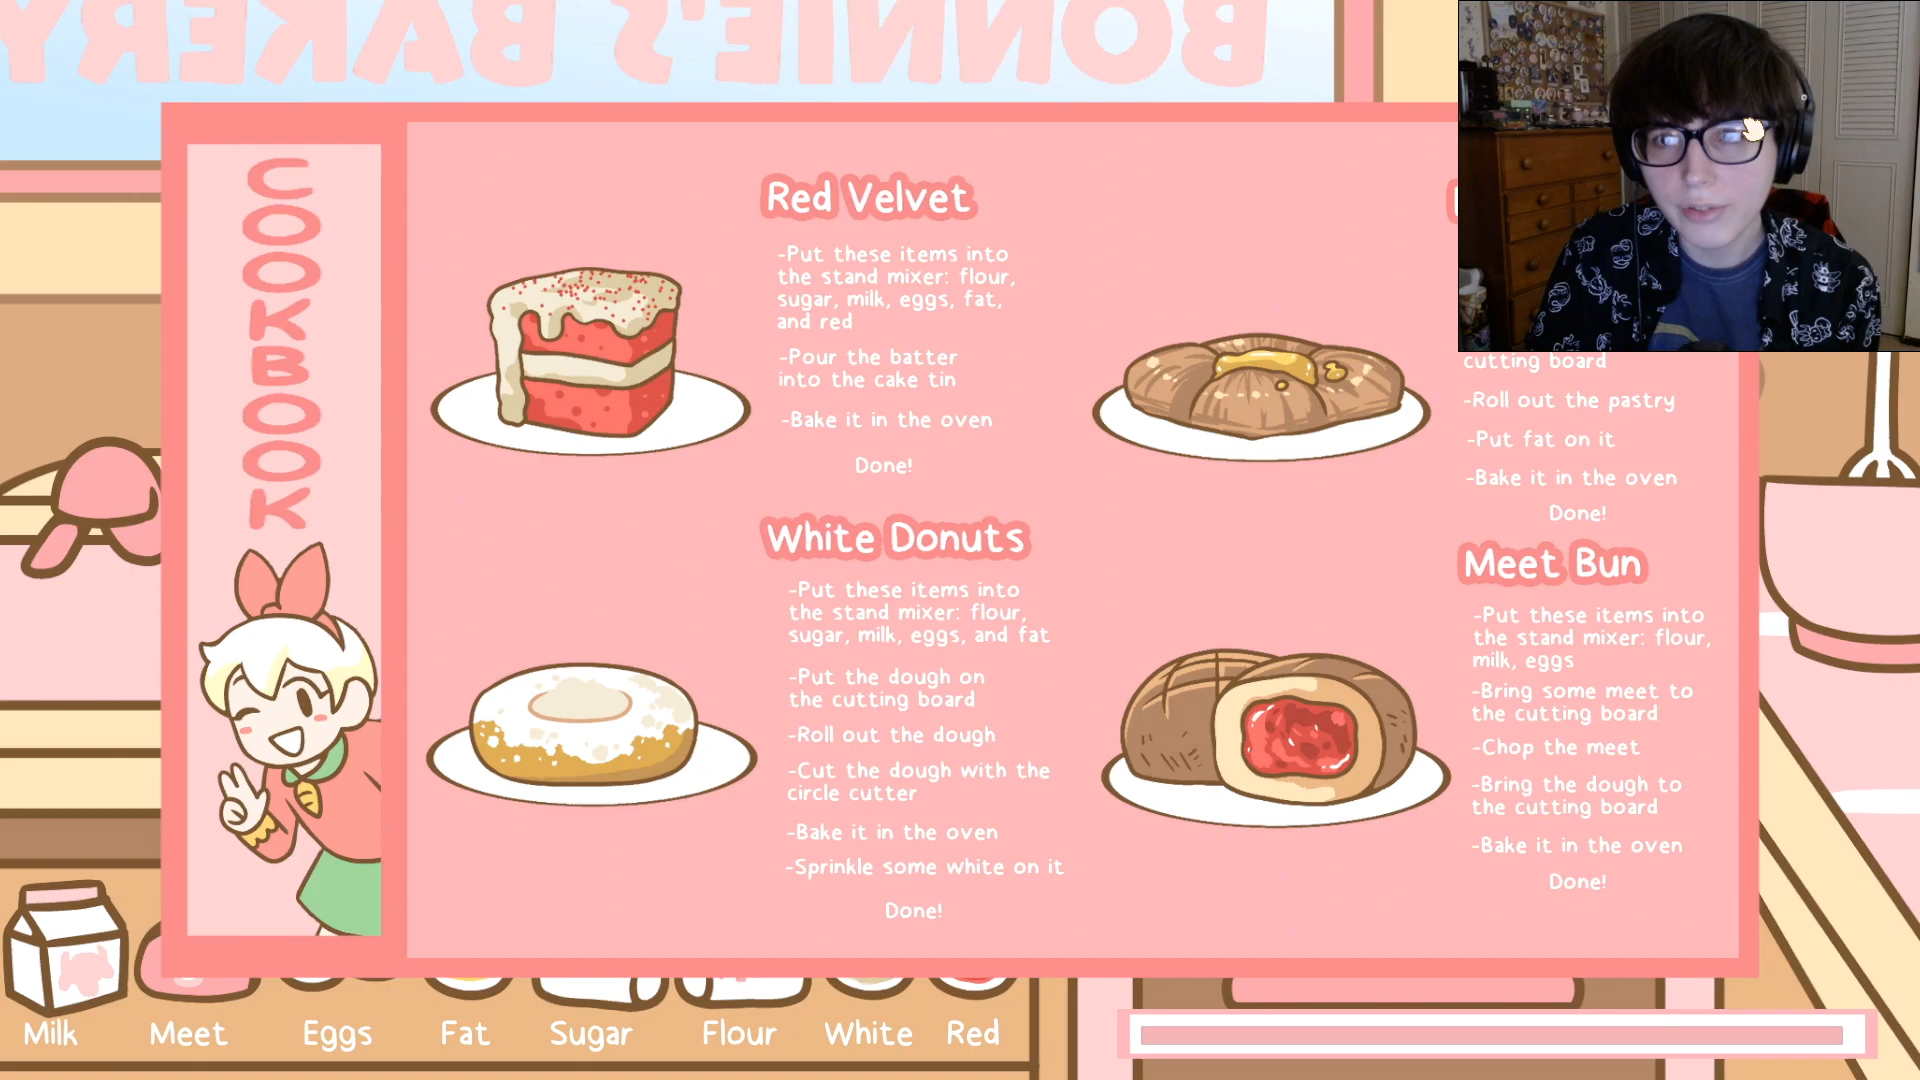 BONNIE'S BAKERY
COOKBOOK
Red Velvet
-Put these items into
the stand mixer: flour,
sugar, milk, eggs, fat,
and red
-Pour the batter
into the cake tin
-Bake it in the oven
Done!
White Donuts
-Put these items into
the stand mixer: flour,
sugar, milk, eggs, and fat
-Put the dough on
the cutting board
-Roll out the dough
-Cut the dough with the
circle cutter
-Bake it in the oven
-Sprinkle some white on it
Done!
cutting board
-Roll out the pastry
-Put fat on it
-Bake it in the oven
Done!
Meet Bun
-Put these items into
the stand mixer: flour,
milk, eggs
-Bring some meet to
the cutting board
-Chop the meet
-Bring the dough to
the cutting board
-Bake it in the oven
Done!
Milk Meet Eggs Fat Sugar Flour White Red